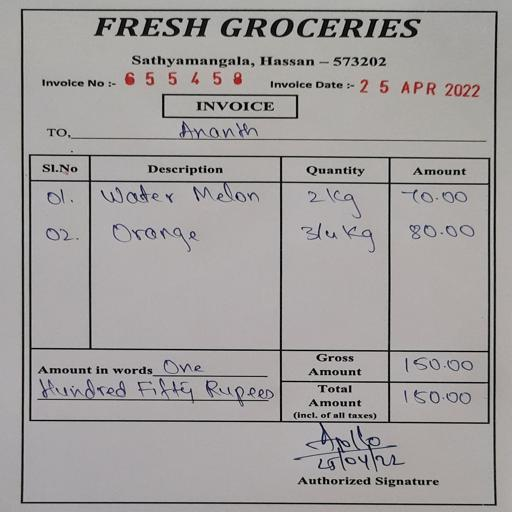 FRESH GROCERIES
Sathyamangala, Hassan – 573202
Invoice No :- 655458 Invoice Date :- 25 APR 2022
INVOICE
TO, Ananth
Sl.No Description Quantity Amount
01. Water Melon 2 Kg 70.00
02. Orange 3/4 Kg 80.00
Amount in words One
Hundred Fifty Rupees
Gross
Amount 150.00
Total
Amount 150.00
(incl. of all taxes)
Apllo
25/04/22
Authorized Signature